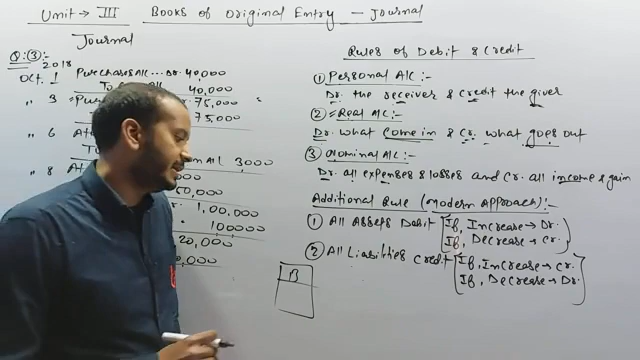 Unit → III Books of Original Entry - Journal
Journal
Q:③:-
2018
Oct. 1 Purchases A/c... Dr. 40,000
To 40,000
" 3 75,000
75,000
" 6
To A/c 3,000
" 8
Dr. 1,00,000
100000
20,000
Rules of Debit & Credit
① Personal A/c :-
Dr. the receiver & credit the giver
② Real A/c :-
Dr. what come in & cr. what goes out
③ Nominal A/c :-
Dr. all expenses & losses and Cr. all income & gain
Additional Rule (Modern Approach) :-
① All Assets Debit [If, Increase → Dr.
If, Decrease → Cr.]
② All Liabilities Credit [If, Increase → Cr.
If, Decrease → Dr.]
B